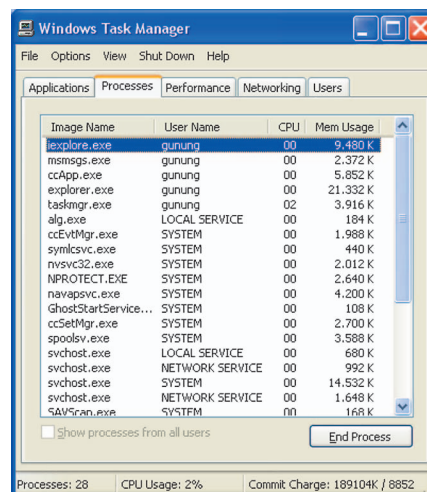 Windows Task Manager
File Options View Shut Down Help
Applications Processes Performance Networking Users
Image Name User Name CPU Mem Usage
iexplore.exe gunung 00 9.480 K
msmsgs.exe gunung 00 2.372 K
ccApp.exe gunung 00 5.852 K
explorer.exe gunung 00 21.332 K
taskmgr.exe gunung 02 3.916 K
alg.exe LOCAL SERVICE 00 184 K
ccEvtMgr.exe SYSTEM 00 1.988 K
symlcsvc.exe SYSTEM 00 440 K
nvsvc32.exe SYSTEM 00 2.012 K
NPROTECT.EXE SYSTEM 00 2.640 K
navapsvc.exe SYSTEM 00 4.200 K
GhostStartService... SYSTEM 00 108 K
ccSetMgr.exe SYSTEM 00 2.700 K
spoolsv.exe SYSTEM 00 3.588 K
svchost.exe LOCAL SERVICE 00 680 K
svchost.exe NETWORK SERVICE 00 992 K
svchost.exe SYSTEM 00 14.532 K
svchost.exe NETWORK SERVICE 00 1.648 K
SAVScan.exe SYSTEM 00 168 K
Show processes from all users
End Process
Processes: 28 CPU Usage: 2% Commit Charge: 189104K / 8852